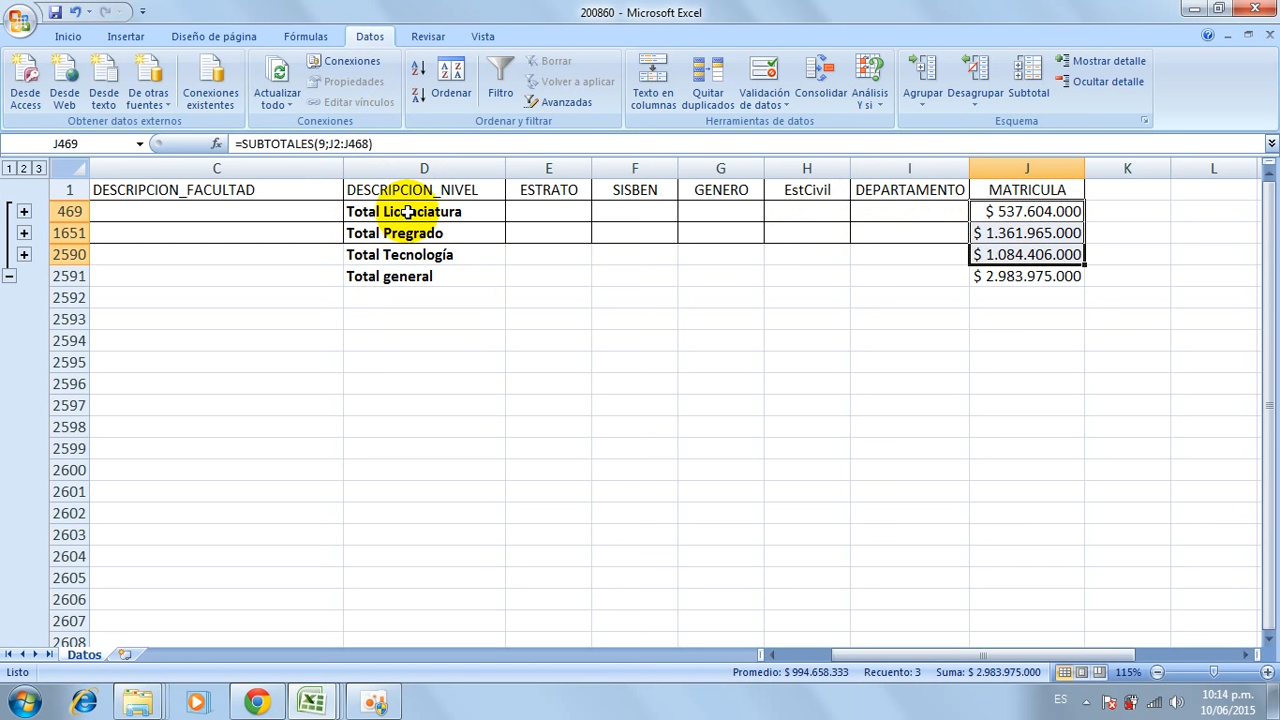 200860 - Microsoft Excel
Inicio Insertar Diseño de página Fórmulas Datos Revisar Vista
Desde Access
Desde Web
Desde texto
De otras fuentes
Conexiones existentes
Obtener datos externos
Actualizar todo
Conexiones
Propiedades
Editar vínculos
Conexiones
Ordenar
Filtro
Borrar
Volver a aplicar
Avanzadas
Ordenar y filtrar
Texto en columnas
Quitar duplicados
Validación de datos
Consolidar
Análisis Y si
Herramientas de datos
Agrupar
Desagrupar
Subtotal
Mostrar detalle
Ocultar detalle
Esquema
J469 fx =SUBTOTALES(9;J2:J468)
1 2 3 C D E F G H I J K L
1 DESCRIPCION_FACULTAD DESCRIPCION_NIVEL ESTRATO SISBEN GENERO EstCivil DEPARTAMENTO MATRICULA
469 Total Licenciatura $ 537.604.000
1651 Total Pregrado $ 1.361.965.000
2590 Total Tecnología $ 1.084.406.000
2591 Total general $ 2.983.975.000
2592
2593
2594
2595
2596
2597
2598
2599
2600
2601
2602
2603
2604
2605
2606
2607
2608
Datos
Listo Promedio: $ 994.658.333 Recuento: 3 Suma: $ 2.983.975.000 115%
ES 10:14 p.m.
10/06/2015